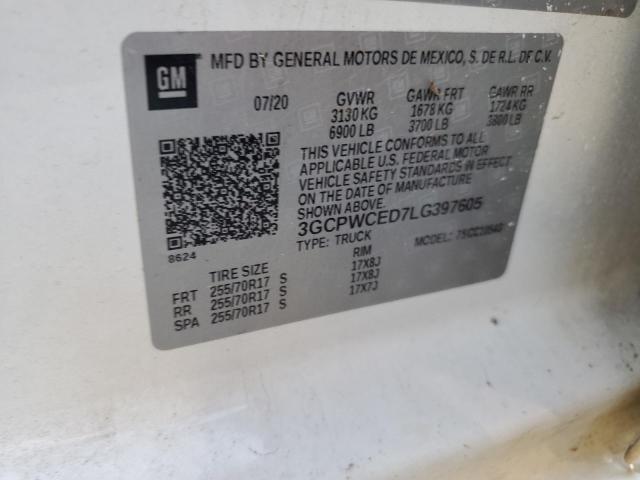 GM MFD BY GENERAL MOTORS DE MEXICO, S. DE R.L. DE C.V.
07/20 GVWR GAWR FRT GAWR RR
3130 KG 1678 KG 1724 KG
6900 LB 3700 LB 3800 LB
THIS VEHICLE CONFORMS TO ALL
APPLICABLE U.S. FEDERAL MOTOR
VEHICLE SAFETY STANDARDS IN EFFECT
ON THE DATE OF MANUFACTURE
SHOWN ABOVE.
3GCPWCED7LG397605
TYPE: TRUCK MODEL:
8624
TIRE SIZE RIM
FRT 255/70R17 S 17X8J
RR 255/70R17 S 17X8J
SPA 255/70R17 S 17X7J